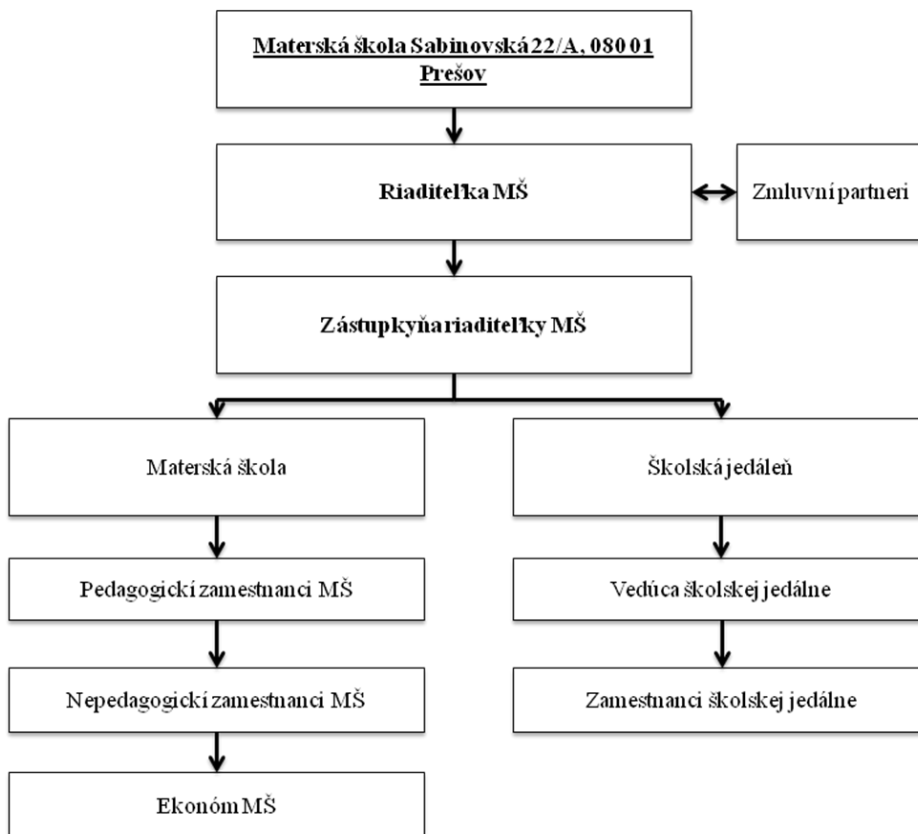 Materská škola Sabinovská 22/A, 080 01
Prešov
Riaditeľka MŠ
Zmluvní partneri
Zástupkyňa riaditeľky MŠ
Materská škola
Školská jedáleň
Pedagogickí zamestnanci MŠ
Vedúca školskej jedálne
Nepedagogickí zamestnanci MŠ
Zamestnanci školskej jedálne
Ekonóm MŠ